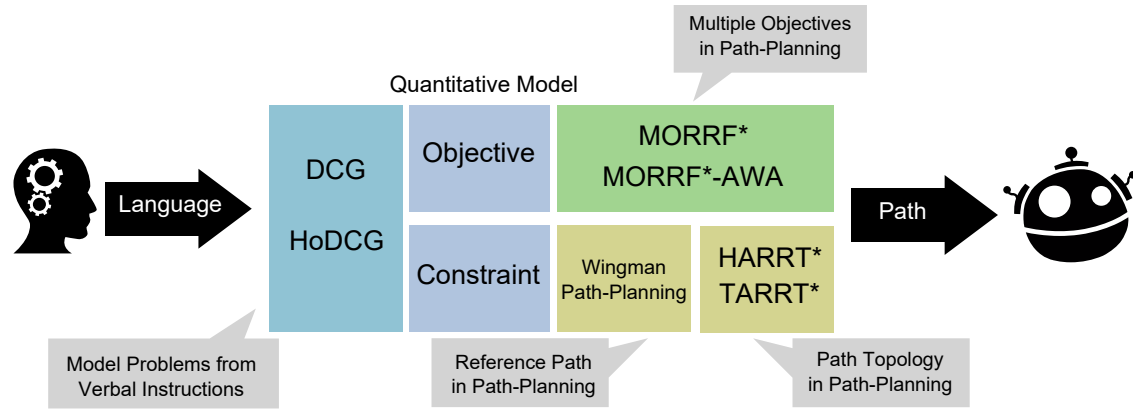 Multiple Objectives
in Path-Planning
Quantitative Model
Language
DCG
HoDCG
Objective
MORRF*
MORRF*-AWA
Constraint
Wingman
Path-Planning
HARRT*
TARRT*
Path
Model Problems from
Verbal Instructions
Reference Path
in Path-Planning
Path Topology
in Path-Planning